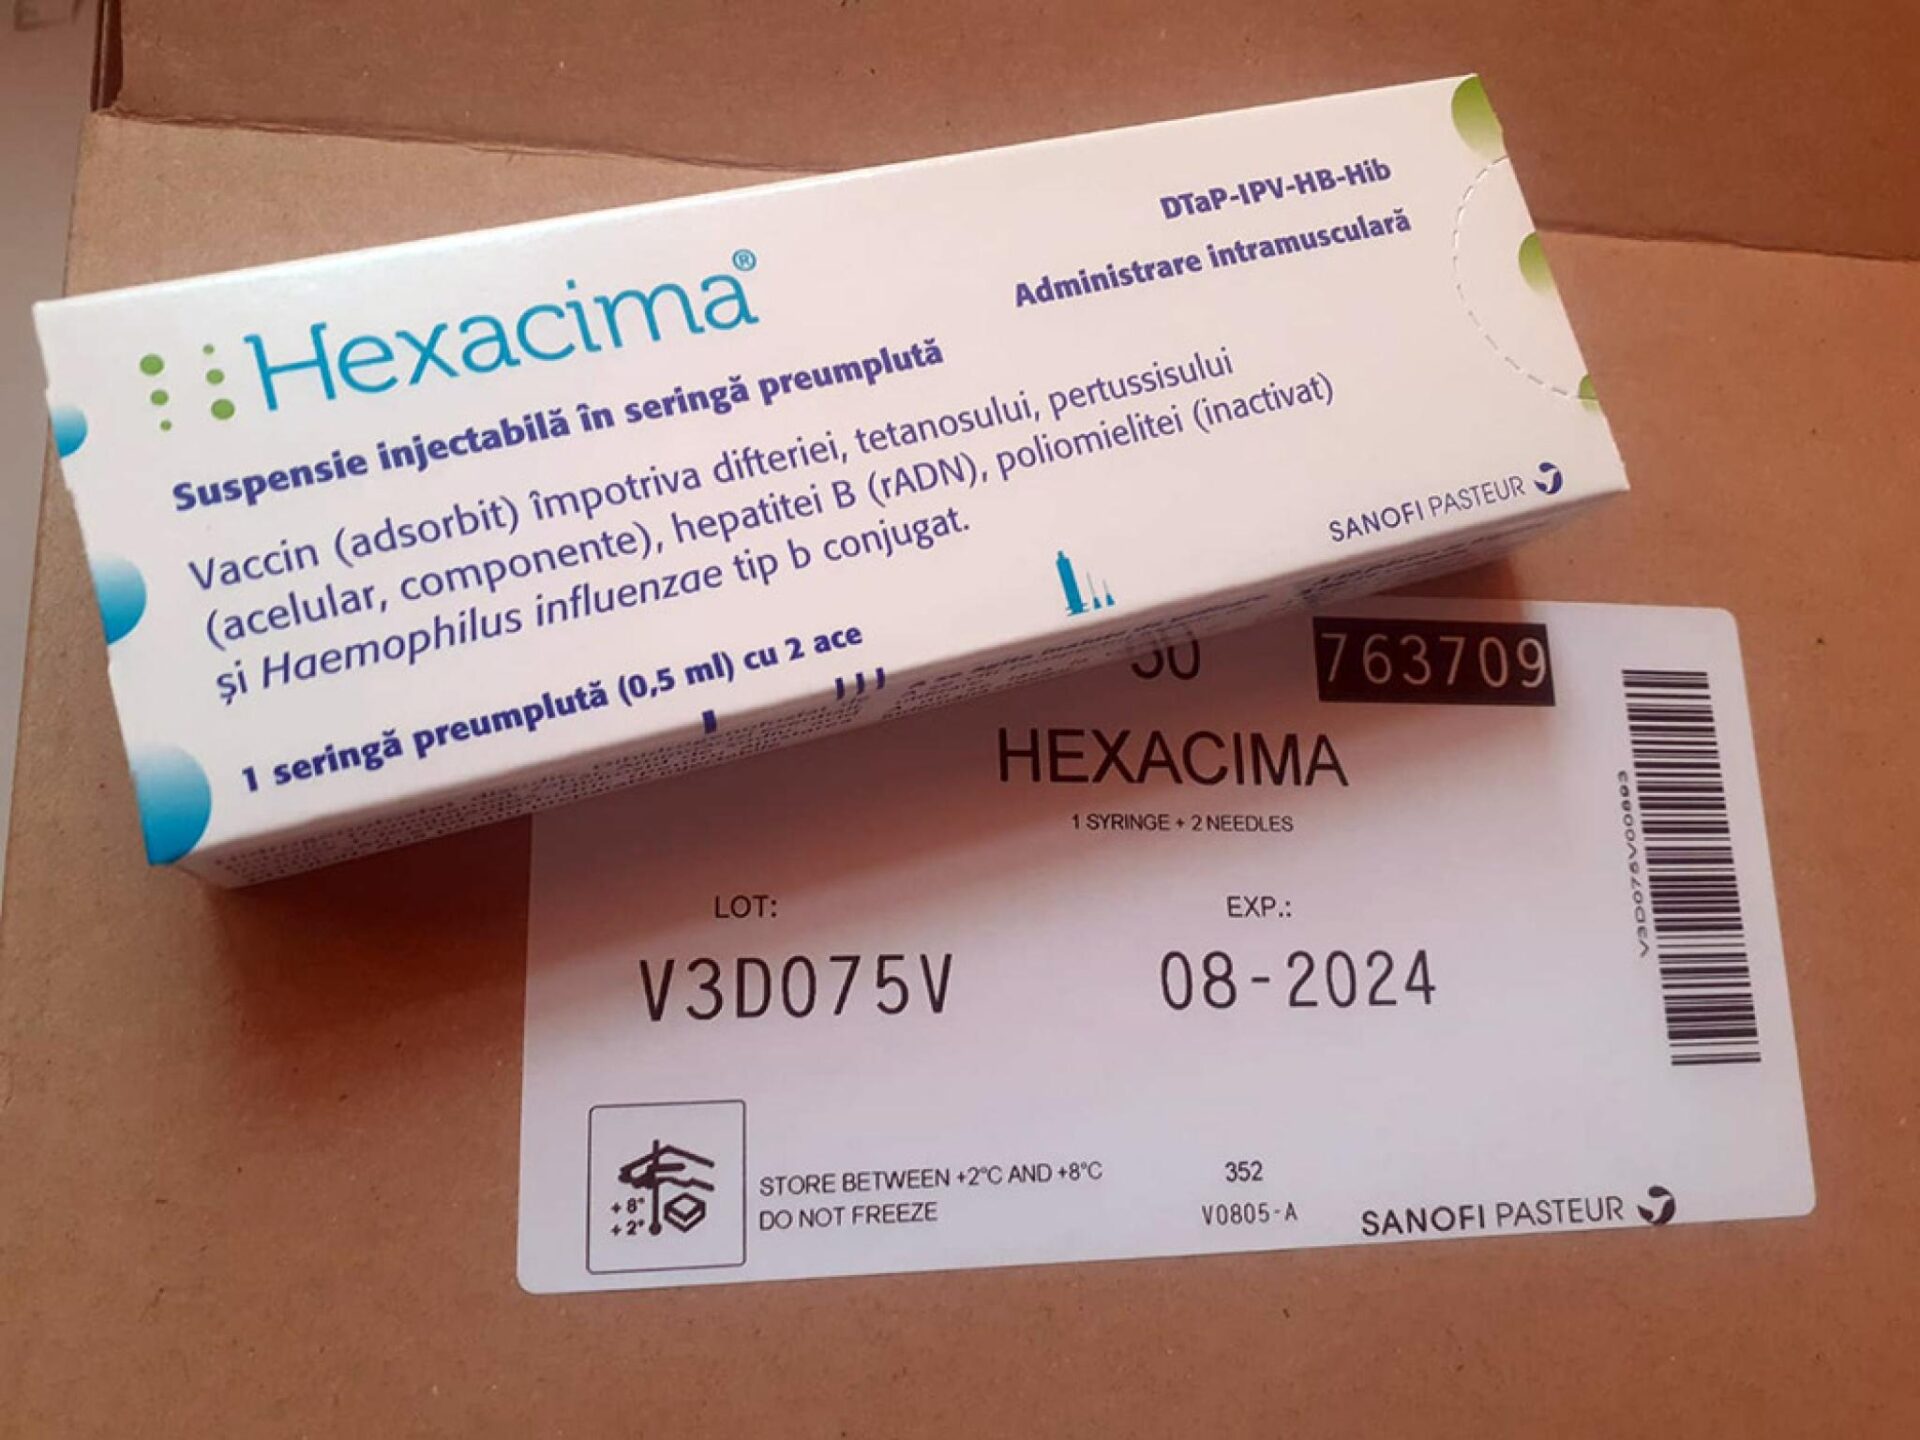 Hexacima®
DTaP-IPV-HB-Hib
Administrare intramusculară
Suspensie injectabilă în seringă preumplută
Vaccin (adsorbit) împotriva difteriei, tetanosului, pertussisului
(acelular, componente), hepatitei B (rADN), poliomielitei (inactivat)
și Haemophilus influenzae tip b conjugat.
1 seringă preumplută (0,5 ml) cu 2 ace
SANOFI PASTEUR
763709
HEXACIMA
1 SYRINGE + 2 NEEDLES
LOT:
V3D075V
EXP.:
08-2024
+8°
+2°
STORE BETWEEN +2°C AND +8°C
DO NOT FREEZE
352
V0805-A
SANOFI PASTEUR